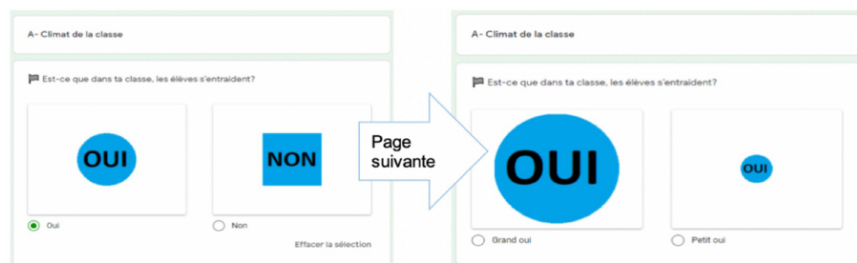 A- Climat de la classe
Est-ce que dans ta classe, les élèves s'entraident?
OUI
NON
Oui
Non
Effacer la sélection
Page
suivante
A- Climat de la classe
Est-ce que dans ta classe, les élèves s'entraident?
OUI
OUI
Grand oui
Petit oui